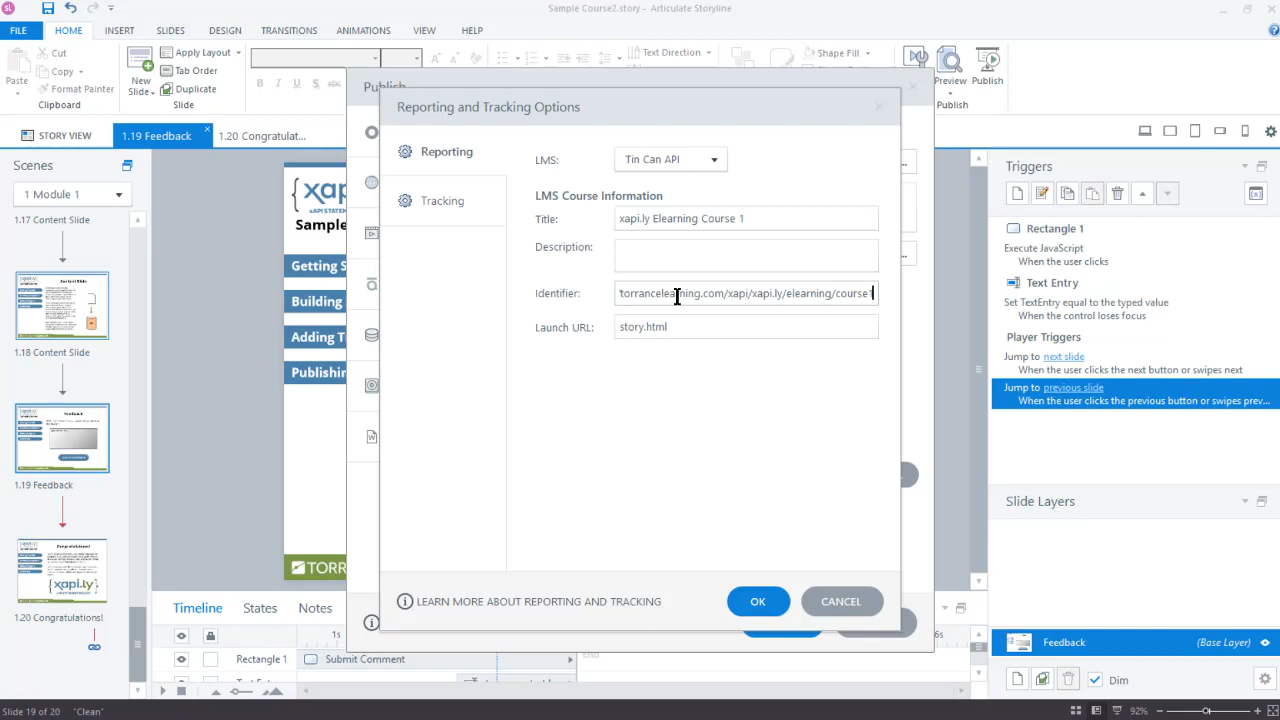 Sample Course2.story - Articulate Storyline
FILE
HOME
INSERT
SLIDES
DESIGN
TRANSITIONS
ANIMATIONS
VIEW
HELP
Paste
Cut
Copy
Format Painter
Clipboard
New
Slide
Apply Layout
Tab Order
Duplicate
Slide
Text Direction
Shape Fill
Preview
Publish
Publish
STORY VIEW
1.19 Feedback
1.20 Congratulat...
Scenes
1 Module 1
1.17 Content Slide
1.18 Content Slide
1.19 Feedback
1.20 Congratulations!
{xap
Sample
Getting S
Building
Adding T
Publishin
TORR
Publish
Reporting and Tracking Options
Reporting
Tracking
LMS:
Tin Can API
LMS Course Information
Title:
xapi.ly Elearning Course 1
Description:
Identifier:
torrancelearning.com/xapi/xapi.ly/elearning/course1
Launch URL:
story.html
LEARN MORE ABOUT REPORTING AND TRACKING
OK
CANCEL
Triggers
Rectangle 1
Execute JavaScript
When the user clicks
Text Entry
Set TextEntry equal to the typed value
When the control loses focus
Player Triggers
Jump to next slide
When the user clicks the next button or swipes next
Jump to previous slide
When the user clicks the previous button or swipes prev...
Slide Layers
Feedback
(Base Layer)
Dim
Timeline
States
Notes
1s
6s
Rectangle 1
Submit Comment
End
Slide 19 of 20
"Clean"
92%